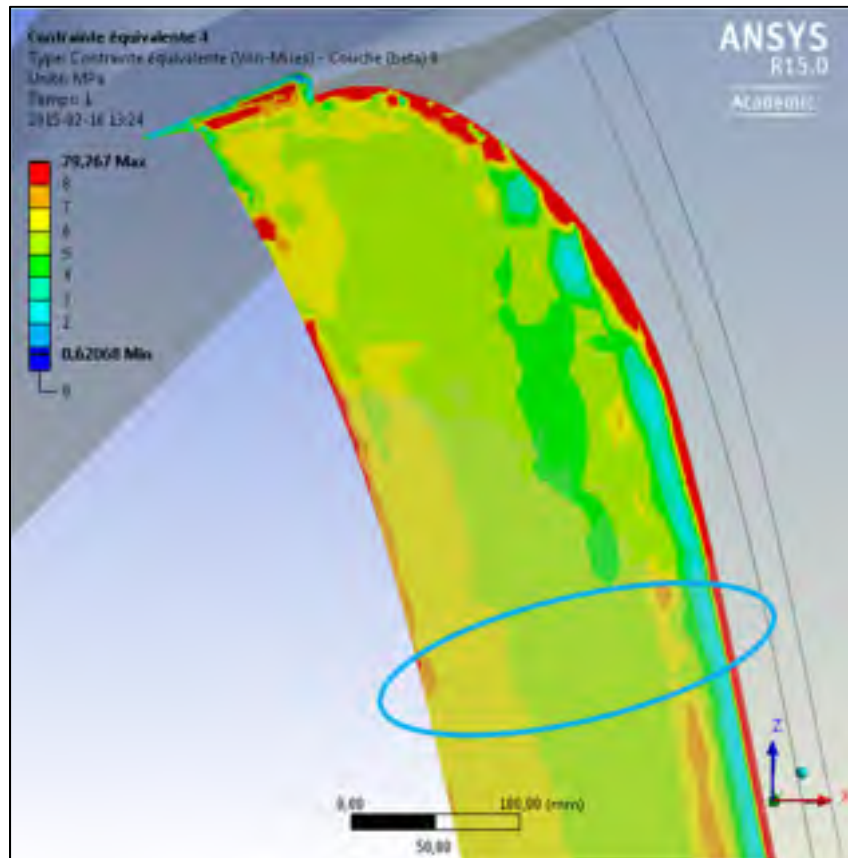 Contrainte équivalente 4
Type: Contrainte équivalente (Von-Mises) - Couche (beta) 8
Unité: MPa
Temps: 1
2015-02-16 13:24
ANSYS
R15.0
Academic
79,767 Max
8
7
6
5
4
3
2
0,62068 Min
0
0,00
100,00 (mm)
50,00
Z
X